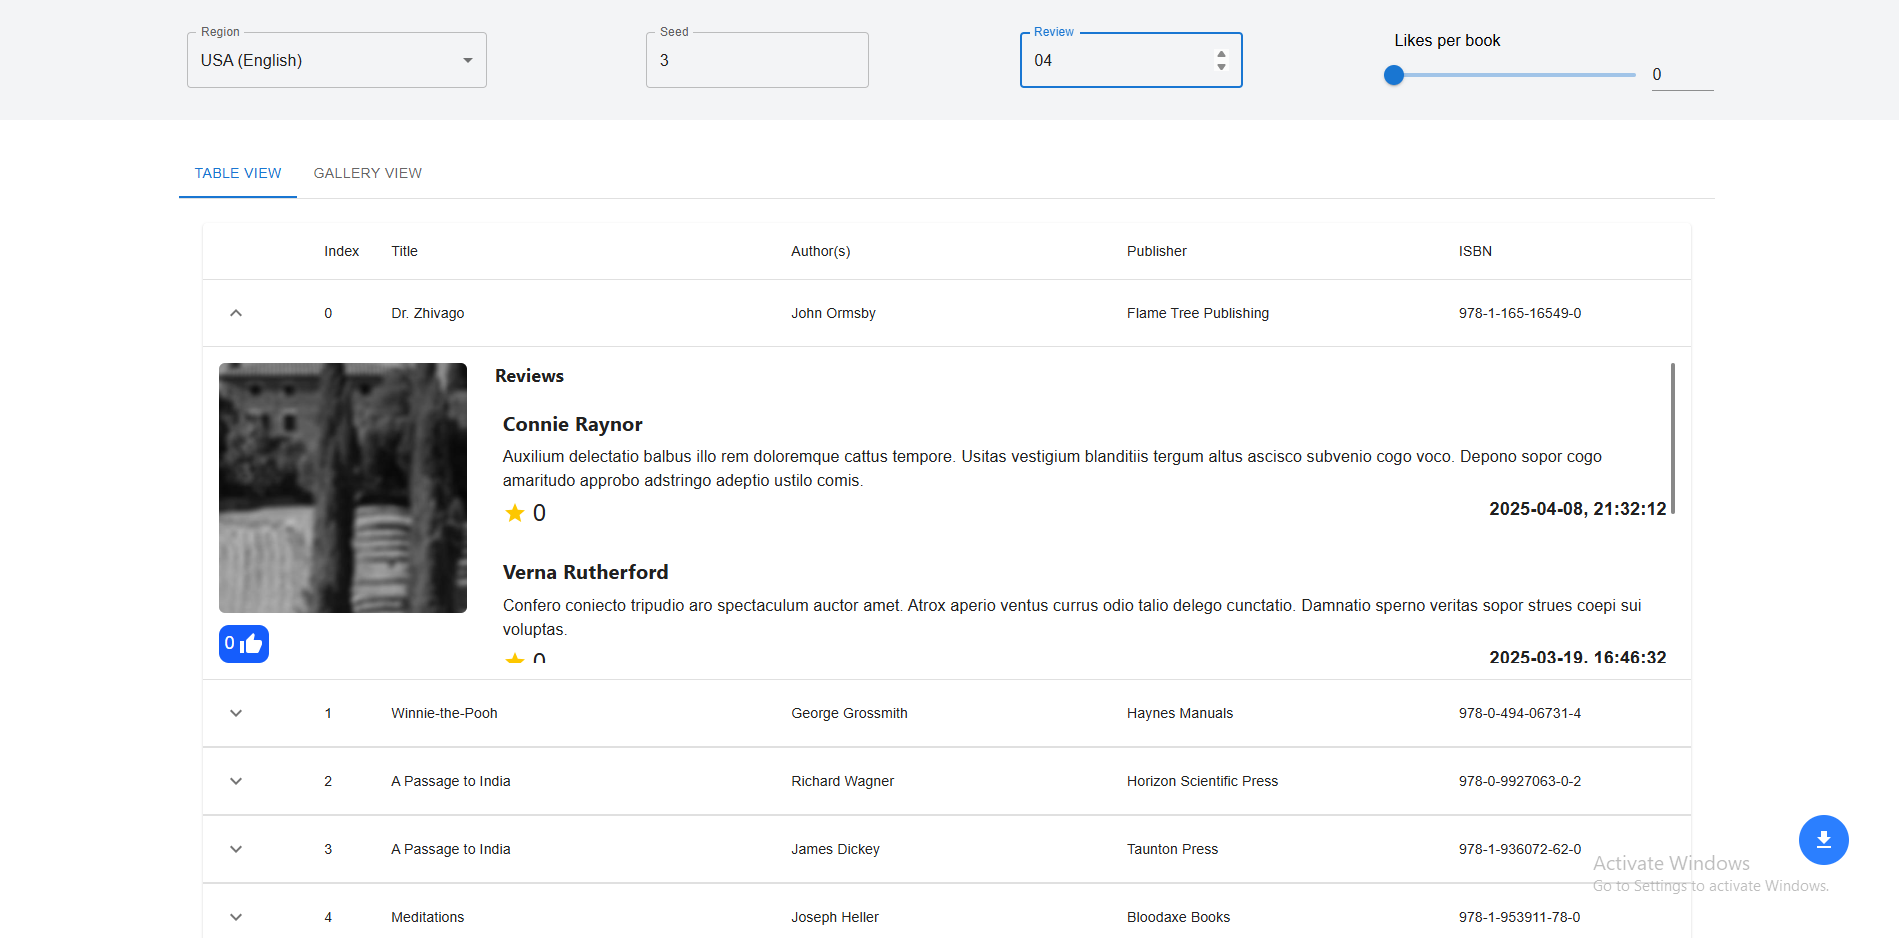 Region
USA (English)
Seed
3
Review
04
Likes per book
0
TABLE VIEW GALLERY VIEW
Index Title Author(s) Publisher ISBN
0 Dr. Zhivago John Ormsby Flame Tree Publishing 978-1-165-16549-0
Reviews
Connie Raynor
Auxilium delectatio balbus illo rem doloremque cattus tempore. Usitas vestigium blanditiis tergum altus ascisco subvenio cogo voco. Depono sopor cogo
amaritudo approbo adstringo adeptio ustilo comis.
0 2025-04-08, 21:32:12
Verna Rutherford
Confero coniecto tripudio aro spectaculum auctor amet. Atrox aperio ventus currus odio talio delego cunctatio. Damnatio sperno veritas sopor strues coepi sui
voluptas.
0 2025-03-19, 16:46:32
0
1 Winnie-the-Pooh George Grossmith Haynes Manuals 978-0-494-06731-4
2 A Passage to India Richard Wagner Horizon Scientific Press 978-0-9927063-0-2
3 A Passage to India James Dickey Taunton Press 978-1-936072-62-0
Activate Windows
Go to Settings to activate Windows.
4 Meditations Joseph Heller Bloodaxe Books 978-1-953911-78-0